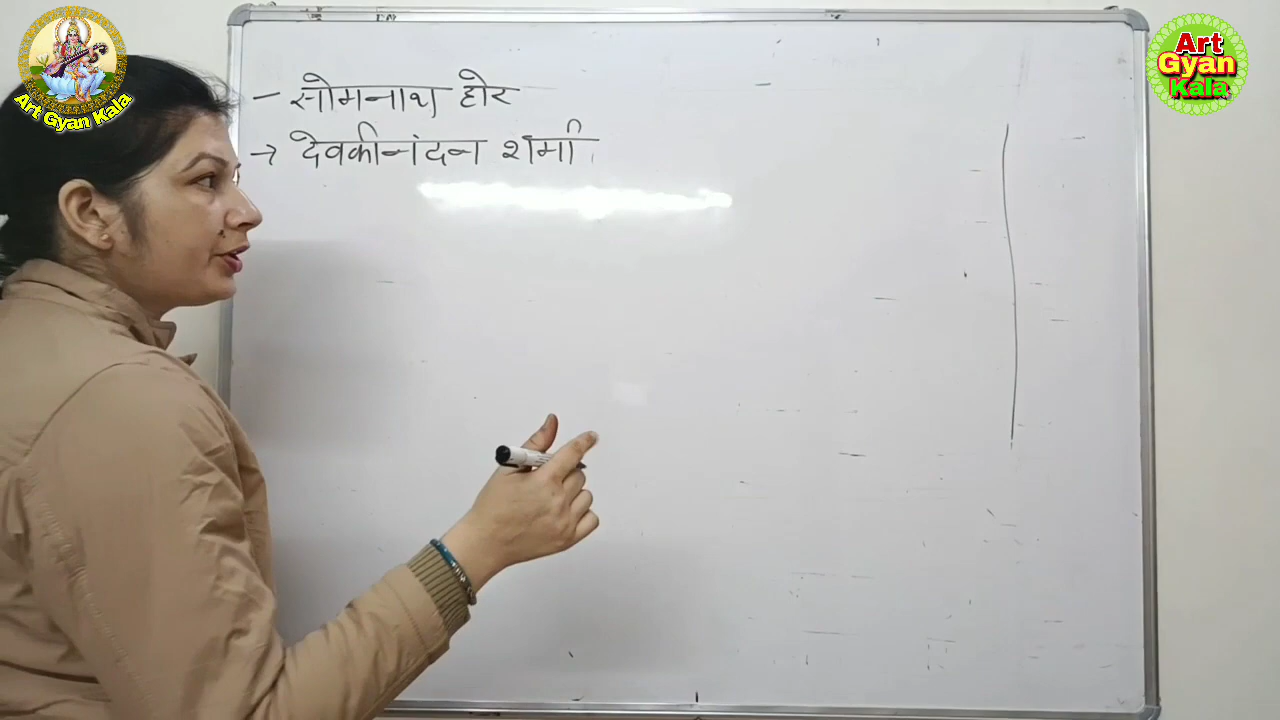 Art Gyan Kala
Art
Gyan
Kala
- सोमनाथ होर
→ देवकीनंदन शर्मा